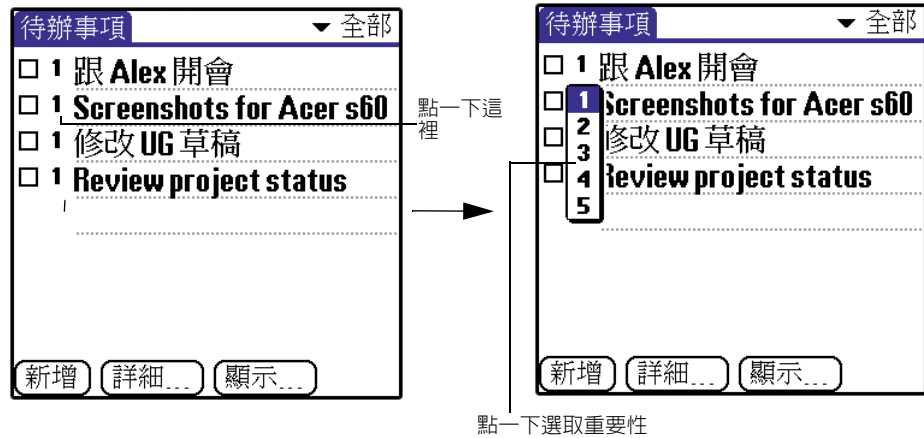 待辦事項 ▼ 全部
1 跟 Alex 開會
1 Screenshots for Acer s60
1 修改 UG 草稿
1 Review project status
新增 詳細... 顯示...
點一下這
裡
待辦事項 ▼ 全部
1 跟 Alex 開會
1 Screenshots for Acer s60
2 修改 UG 草稿
3
4 Review project status
5
新增 詳細... 顯示...
點一下選取重要性